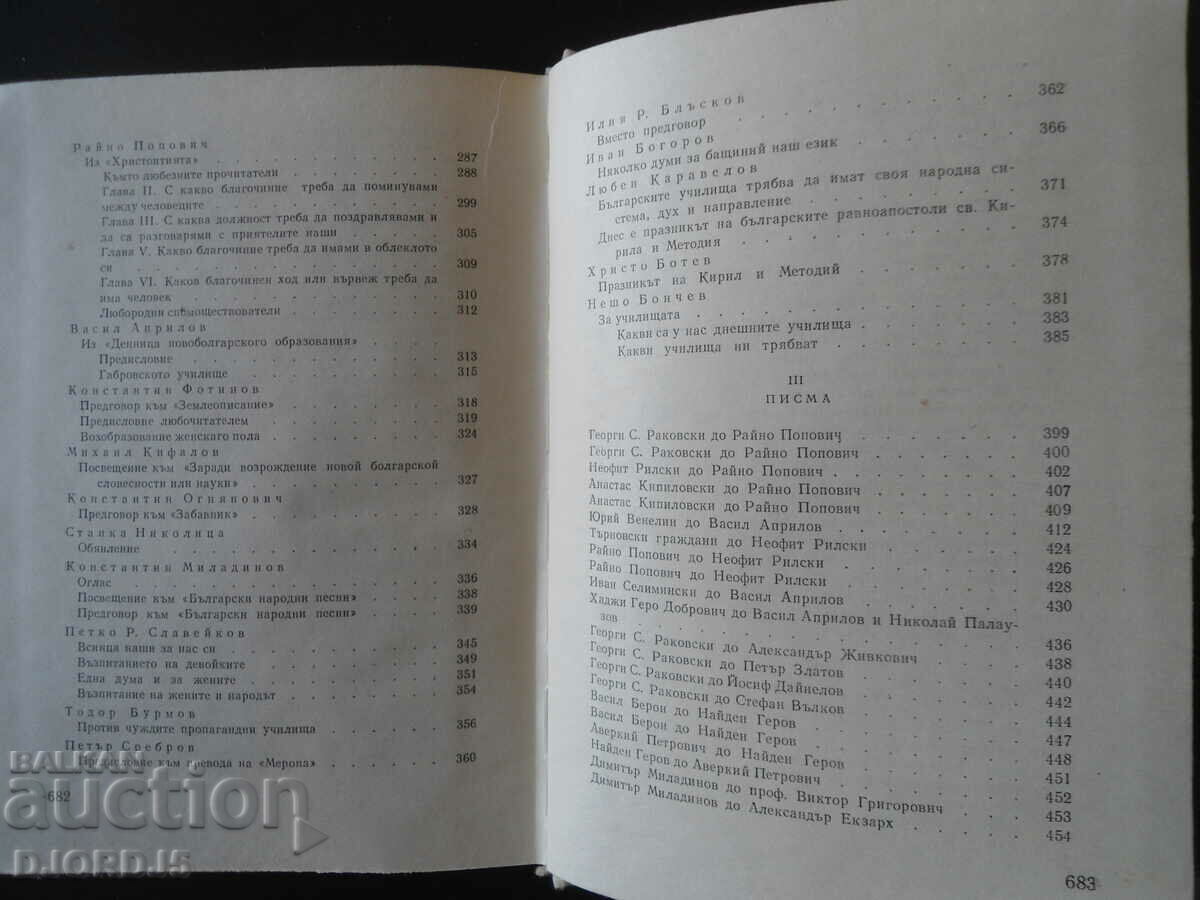 Райно Попович
Из «Христоитията» . . . . . . . . . . 287
Към­то любезните прочитатели . . . . . . . . 288
Глава II. С какво благочиние треба да поминувами
между человеците . . . . . . . . . . 299
Глава III. С каква должност треба да поздравлявами и
да са разговарями с приятелите наши . . . . . 305
Глава V. Какво благочиние треба да имами в облеклото
си . . . . . . . . . . . . . 309
Глава VI. Каков благочинен ход или вървеж треба да
има человек . . . . . . . . . . . 310
Любородни спомоществователи . . . . . . . . 312
Васил Априлов
Из «Денница новоболгарского образования» . . . .
Предисловие . . . . . . . . . . . 313
Габровското училище . . . . . . . . . . 315
Константин Фотинов
Предговор към «Землеописание» . . . . . . . . 318
Предисловие любочитателем . . . . . . . . . 319
Возобразование женскаго пола . . . . . . . . 324
Михаил Кифалов
Посвещение към «Заради возрождение новой болгарской
словесности или науки» . . . . . . . . . 327
Константин Огнянович
Предговор към «Забавник» . . . . . . . . . 328
Станка Николица
Обявление . . . . . . . . . . . . 334
Константин Миладинов
Оглас . . . . . . . . . . . . . 336
Посвещение към «Български народни песни» . . . . . 338
Предговор към «Български народни песни» . . . . . 339
Петко Р. Славейков
Всинца наши за нас си . . . . . . . . . . 345
Възпитанието на девойките . . . . . . . . . 349
Една дума и за жените . . . . . . . . . . 351
Възпитание на жените и народът . . . . . . . . 354
Тодор Бурмов
Против чуждите пропагандни училища . . . . . . . 356
Петър Сребров
Предисловие към превода на «Меропа» . . . . . . . 360
682
Илия Р. Блъсков
Вместо предговор . . . . . . . . . . 362
Иван Богоров
Няколко думи за бащиний наш език . . . . . . 366
Любен Каравелов
Българските училища трябва да имат своя народна си-
стема, дух и направление . . . . . . . . 371
Днес е празникът на българските равноапостоли св. Ки-
рила и Методия . . . . . . . . . . 374
Христо Ботев
Празникът на Кирил и Методий . . . . . . . 378
Нешо Бончев
За училищата . . . . . . . . . . . 381
Какви са у нас днешните училища . . . . . . 383
Какви училища ни трябват . . . . . . . . 385
III
ПИСМА
Георги С. Раковски до Райно Попович . . . . . . 399
Георги С. Раковски до Райно Попович . . . . . . 400
Неофит Рилски до Райно Попович . . . . . . . 402
Анастас Кипиловски до Райно Попович . . . . . . 407
Анастас Кипиловски до Райно Попович . . . . . . 409
Юрий Венелин до Васил Априлов . . . . . . . 412
Търновски граждани до Неофит Рилски . . . . . . 424
Райно Попович до Неофит Рилски . . . . . . . 426
Райно Попович до Неофит Рилски . . . . . . . 428
Иван Селимински до Васил Априлов . . . . . . . 430
Хаджи Геро Добрович до Васил Априлов и Николай Палау-
зов . . . . . . . . . . . . . 436
Георги С. Раковски до Александър Живкович . . . . 438
Георги С. Раковски до Петър Златов . . . . . . 440
Георги С. Раковски до Йосиф Дайнелов . . . . . 442
Георги С. Раковски до Стефан Вълков . . . . . . 444
Васил Берон до Найден Геров . . . . . . . . 447
Васил Берон до Найден Геров . . . . . . . . 448
Аверкий Петрович до Найден Геров . . . . . . . 451
Найден Геров до Аверкий Петрович . . . . . . . 452
Димитър Миладинов до проф. Виктор Григорович . . . 453
Димитър Миладинов до Александър Екзарх . . . . . 454
683
BALKAN
auction
D.JORD.J5